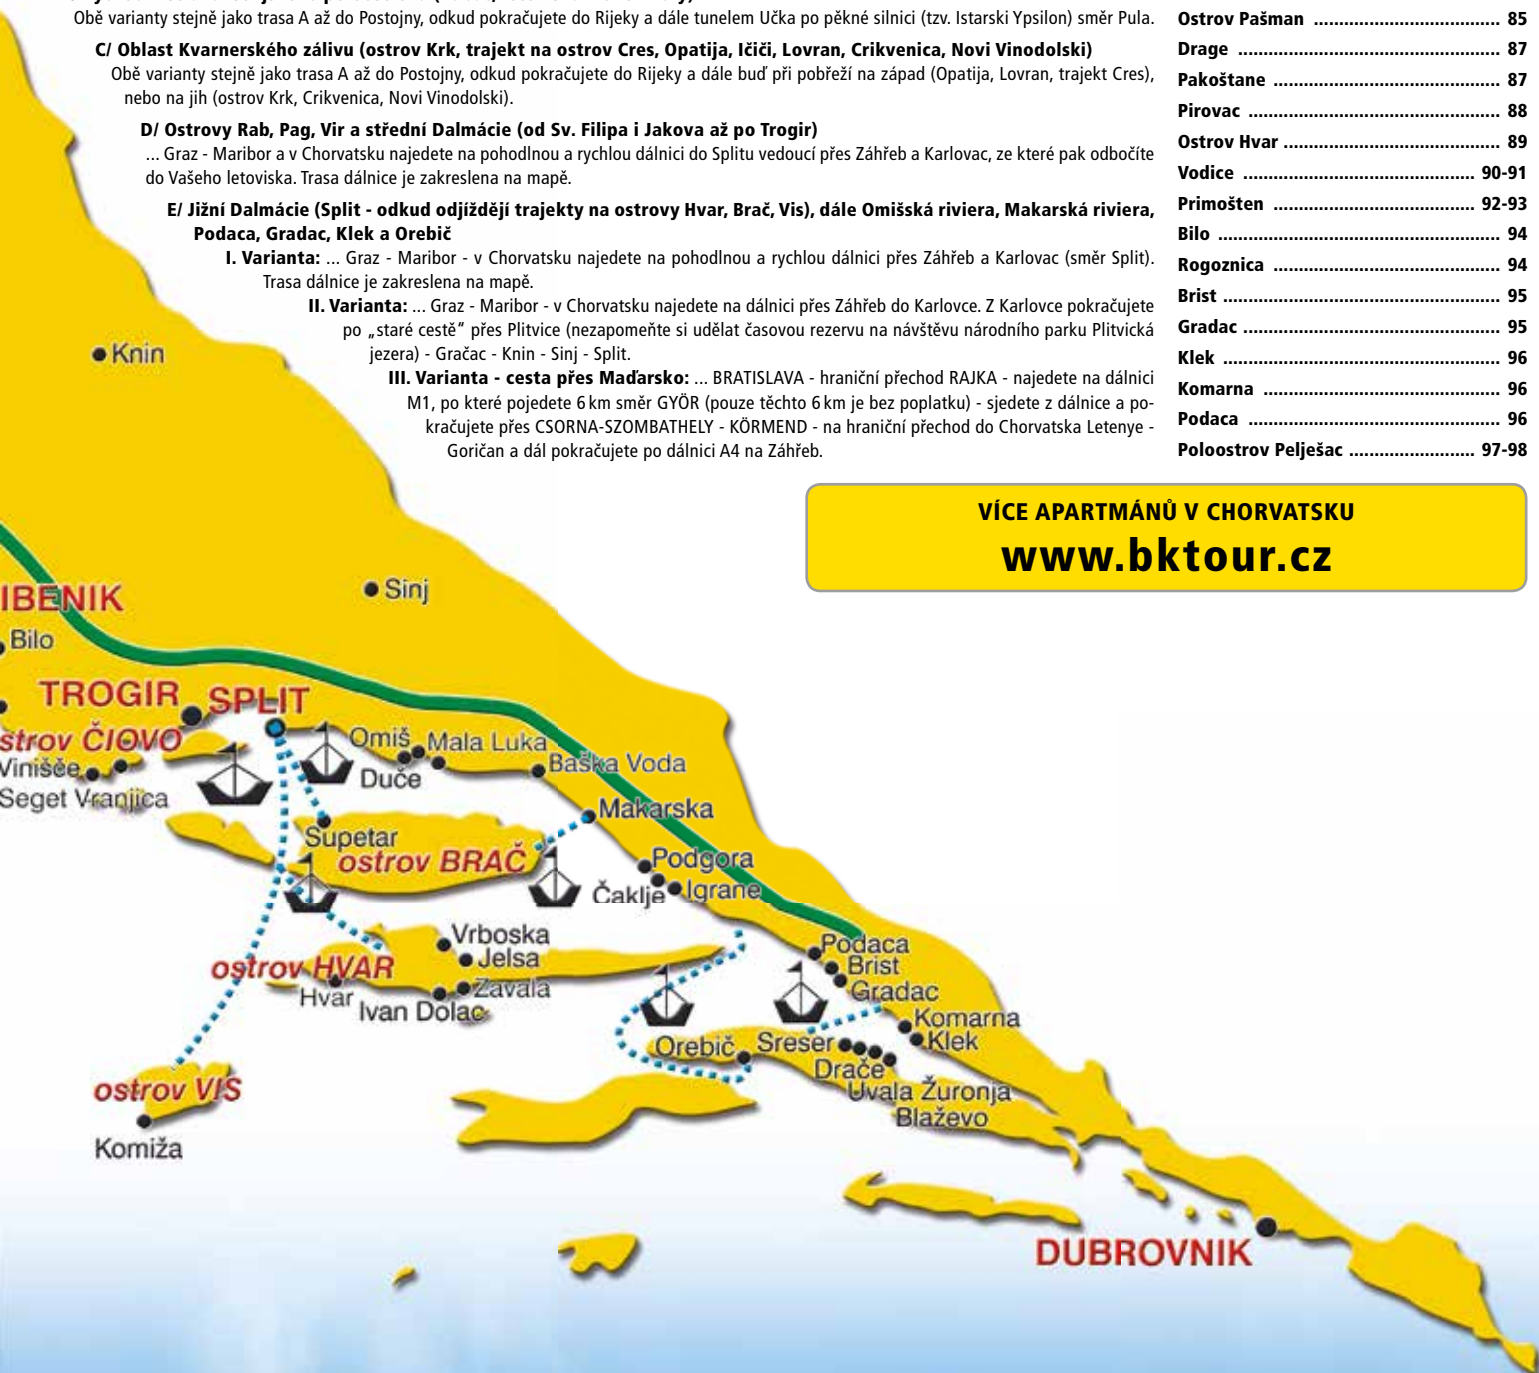 Obě varianty stejně jako trasa A až do Postojny, odkud pokračujete do Rijeky a dále tunelem Učka po pěkné silnici (tzv. Istarski Ypsilon) směr Pula.
C/ Oblast Kvarnerského zálivu (ostrov Krk, trajekt na ostrov Cres, Opatija, Ičiči, Lovran, Crikvenica, Novi Vinodolski)
Obě varianty stejně jako trasa A až do Postojny, odkud pokračujete do Rijeky a dále buď při pobřeží na západ (Opatija, Lovran, trajekt Cres),
nebo na jih (ostrov Krk, Crikvenica, Novi Vinodolski).
D/ Ostrovy Rab, Pag, Vir a střední Dalmácie (od Sv. Filipa i Jakova až po Trogir)
... Graz - Maribor a v Chorvatsku najedete na pohodlnou a rychlou dálnici do Splitu vedoucí přes Záhřeb a Karlovac, ze které pak odbočíte
do Vašeho letoviska. Trasa dálnice je zakreslena na mapě.
E/ Jižní Dalmácie (Split - odkud odjíždějí trajekty na ostrovy Hvar, Brač, Vis), dále Omišská riviera, Makarská riviera,
Podaca, Gradac, Klek a Orebič
I. Varianta: ... Graz - Maribor - v Chorvatsku najedete na pohodlnou a rychlou dálnici přes Záhřeb a Karlovac (směr Split).
Trasa dálnice je zakreslena na mapě.
II. Varianta: ... Graz - Maribor - v Chorvatsku najedete na dálnici přes Záhřeb do Karlovce. Z Karlovce pokračujete
po „staré cestě“ přes Plitvice (nezapomeňte si udělat časovou rezervu na návštěvu národního parku Plitvická
jezera) - Gračac - Knin - Sinj - Split.
III. Varianta - cesta přes Maďarsko: ... BRATISLAVA - hraniční přechod RAJKA - najedete na dálnici
M1, po které pojedete 6 km směr GYÖR (pouze těchto 6 km je bez poplatku) - sjedete z dálnice a po-
kračujete přes CSORNA-SZOMBATHELY - KÖRMEND - na hraniční přechod do Chorvatska Letenye -
Goričan a dál pokračujete po dálnici A4 na Záhřeb.
Ostrov Pašman ..................................... 85
Drage .................................................... 87
Pakoštane ............................................. 87
Pirovac .................................................. 88
Ostrov Hvar ........................................... 89
Vodice .............................................. 90-91
Primošten ........................................ 92-93
Bilo ........................................................ 94
Rogoznica ............................................. 94
Brist ....................................................... 95
Gradac ................................................... 95
Klek ....................................................... 96
Komarna ............................................... 96
Podaca .................................................. 96
Poloostrov Pelješac ......................... 97-98
VÍCE APARTMÁNŮ V CHORVATSKU
www.bktour.cz
Knin
Sinj
IBENIK
Bilo
TROGIR
SPLIT
strov ČIOVO
Vinišče
Seget Vranjica
Omiš
Mala Luka
Duče
Baška Voda
Makarska
Supetar
ostrov BRAČ
Podgora
Čaklje
Igrane
Vrboska
Jelsa
ostrov HVAR
Hvar
Zavala
Ivan Dolac
Podaca
Brist
Gradac
Komarna
Klek
Orebič
Sreser
Drače
Uvala Žuronja
Blaževo
ostrov VIS
Komiža
DUBROVNIK